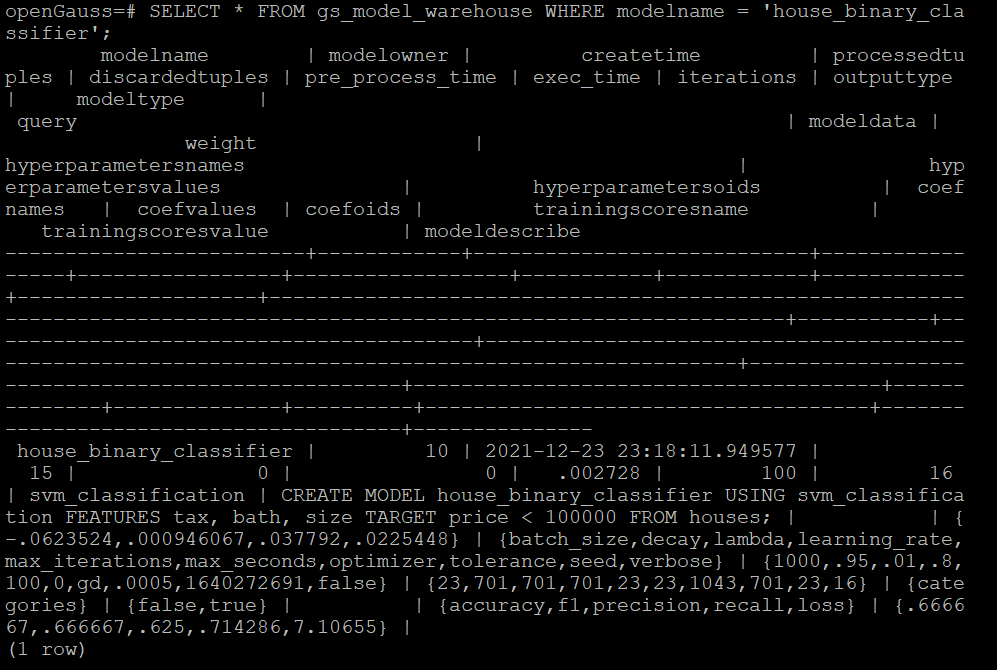 openGauss=# SELECT * FROM gs_model_warehouse WHERE modelname = 'house_binary_cla
ssifier';
        modelname        | modelowner |         createtime         | processedtu
ples | discardedtuples | pre_process_time | exec_time | iterations | outputtype
|     modeltype      |
 query                                                           | modeldata |
               weight                  |
hyperparametersnames                                         |               hyp
erparametersvalues               |          hyperparametersoids          | coef
names   |  coefvalues  | coefoids |         trainingscoresname          |
   trainingscoresvalue           | modeldescribe
-------------------------+------------+----------------------------+------------
-----+-----------------+------------------+-----------+------------+------------
+--------------------+----------------------------------------------------------
-----------------------------------------------------------------+-----------+--
---------------------------------------+----------------------------------------
-------------------------------------------------------------+------------------
---------------------------------+---------------------------------------+------
--------+--------------+----------+-------------------------------------+-------
---------------------------------+---------------
 house_binary_classifier |         10 | 2021-12-23 23:18:11.949577 |
  15 |               0 |                0 |   .002728 |        100 |         16
| svm_classification | CREATE MODEL house_binary_classifier USING svm_classifica
tion FEATURES tax, bath, size TARGET price < 100000 FROM houses; |           | {
-.0623524,.000946067,.037792,.0225448} | {batch_size,decay,lambda,learning_rate,
max_iterations,max_seconds,optimizer,tolerance,seed,verbose} | {1000,.95,.01,.8,
100,0,gd,.0005,1640272691,false} | {23,701,701,701,23,23,1043,701,23,16} | {cate
gories} | {false,true} |          | {accuracy,f1,precision,recall,loss} | {.6666
67,.666667,.625,.714286,7.10655} |
(1 row)